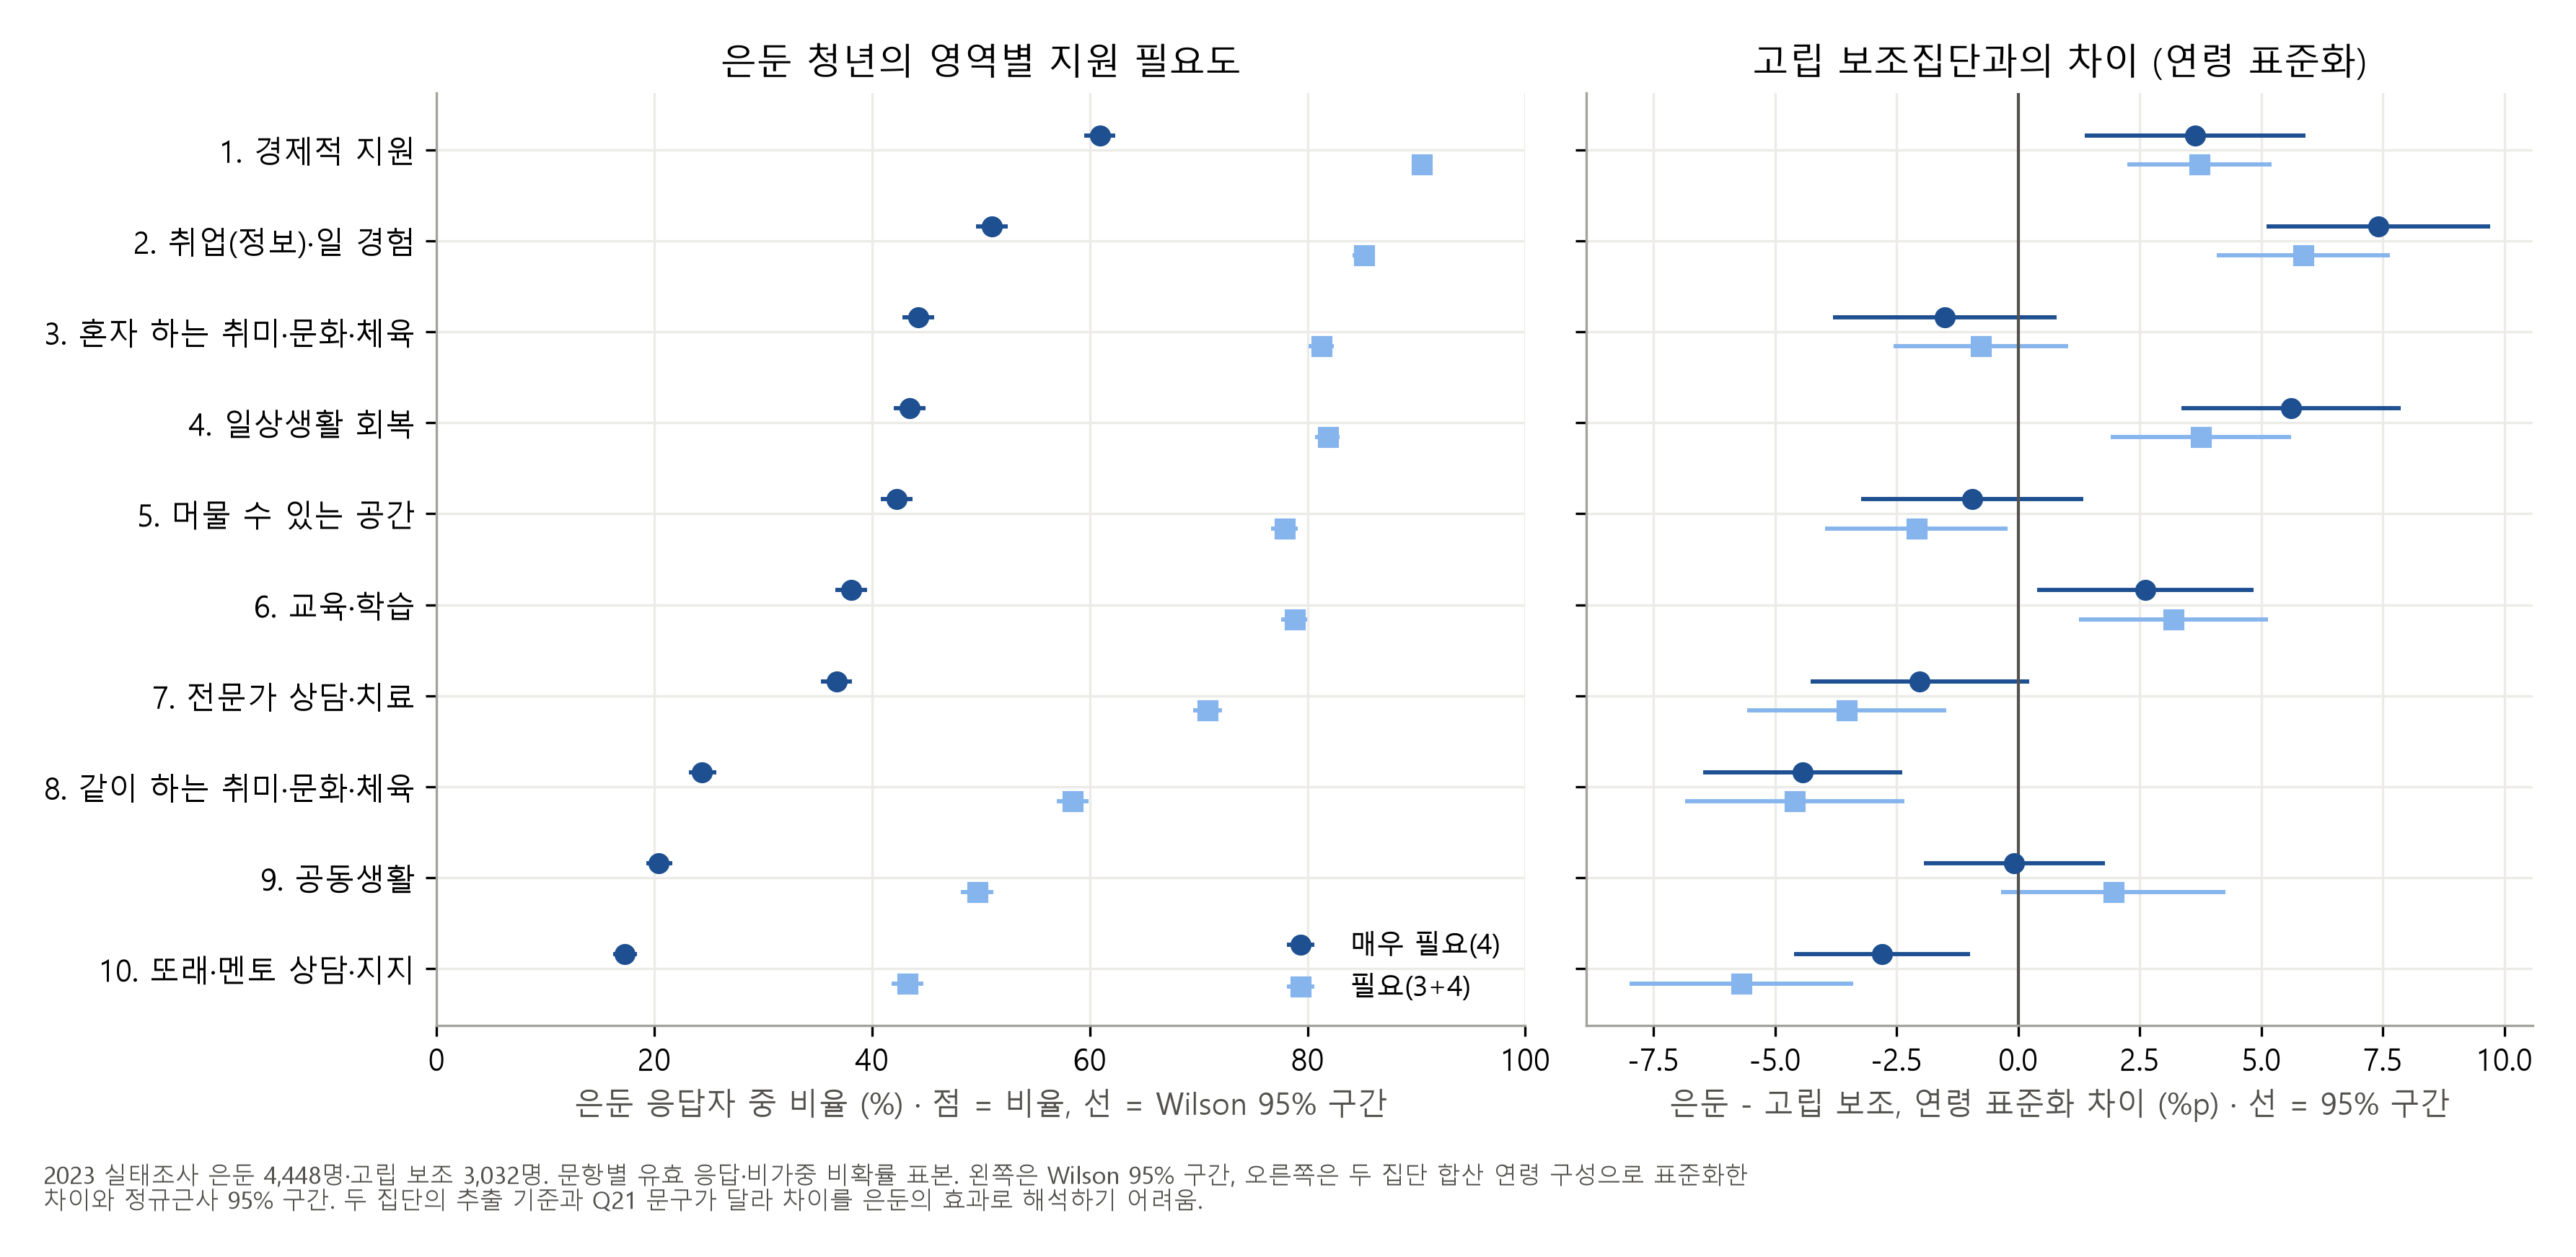 은둔 청년의 영역별 지원 필요도
1. 경제적 지원
2. 취업(정보)·일 경험
3. 혼자 하는 취미·문화·체육
4. 일상생활 회복
5. 머물 수 있는 공간
6. 교육·학습
7. 전문가 상담·치료
8. 같이 하는 취미·문화·체육
9. 공동생활
10. 또래·멘토 상담·지지
매우 필요(4)
필요(3+4)
0 20 40 60 80 100
은둔 응답자 중 비율 (%) · 점 = 비율, 선 = Wilson 95% 구간
고립 보조집단과의 차이 (연령 표준화)
-7.5 -5.0 -2.5 0.0 2.5 5.0 7.5 10.0
은둔 - 고립 보조, 연령 표준화 차이 (%p) · 선 = 95% 구간
2023 실태조사 은둔 4,448명·고립 보조 3,032명. 문항별 유효 응답·비가중 비확률 표본. 왼쪽은 Wilson 95% 구간, 오른쪽은 두 집단 합산 연령 구성으로 표준화한
차이와 정규근사 95% 구간. 두 집단의 추출 기준과 Q21 문구가 달라 차이를 은둔의 효과로 해석하기 어려움.